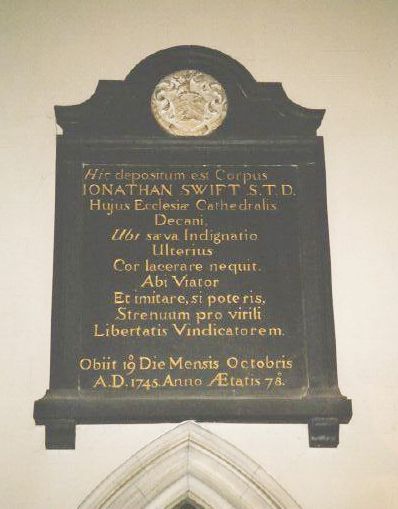 Hic depositum est Corpus
IONATHAN SWIFT S.T.D.
Hujus Ecclesiæ Cathedralis
Decani,
Ubi sæva Indignatio
Ulterius
Cor lacerare nequit.
Abi Viator
Et imitare, si poteris,
Strenuum pro virili
Libertatis Vindicatorem.
Obiit 19º Die Mensis Octobris
A.D. 1745. Anno Ætatis 78º.